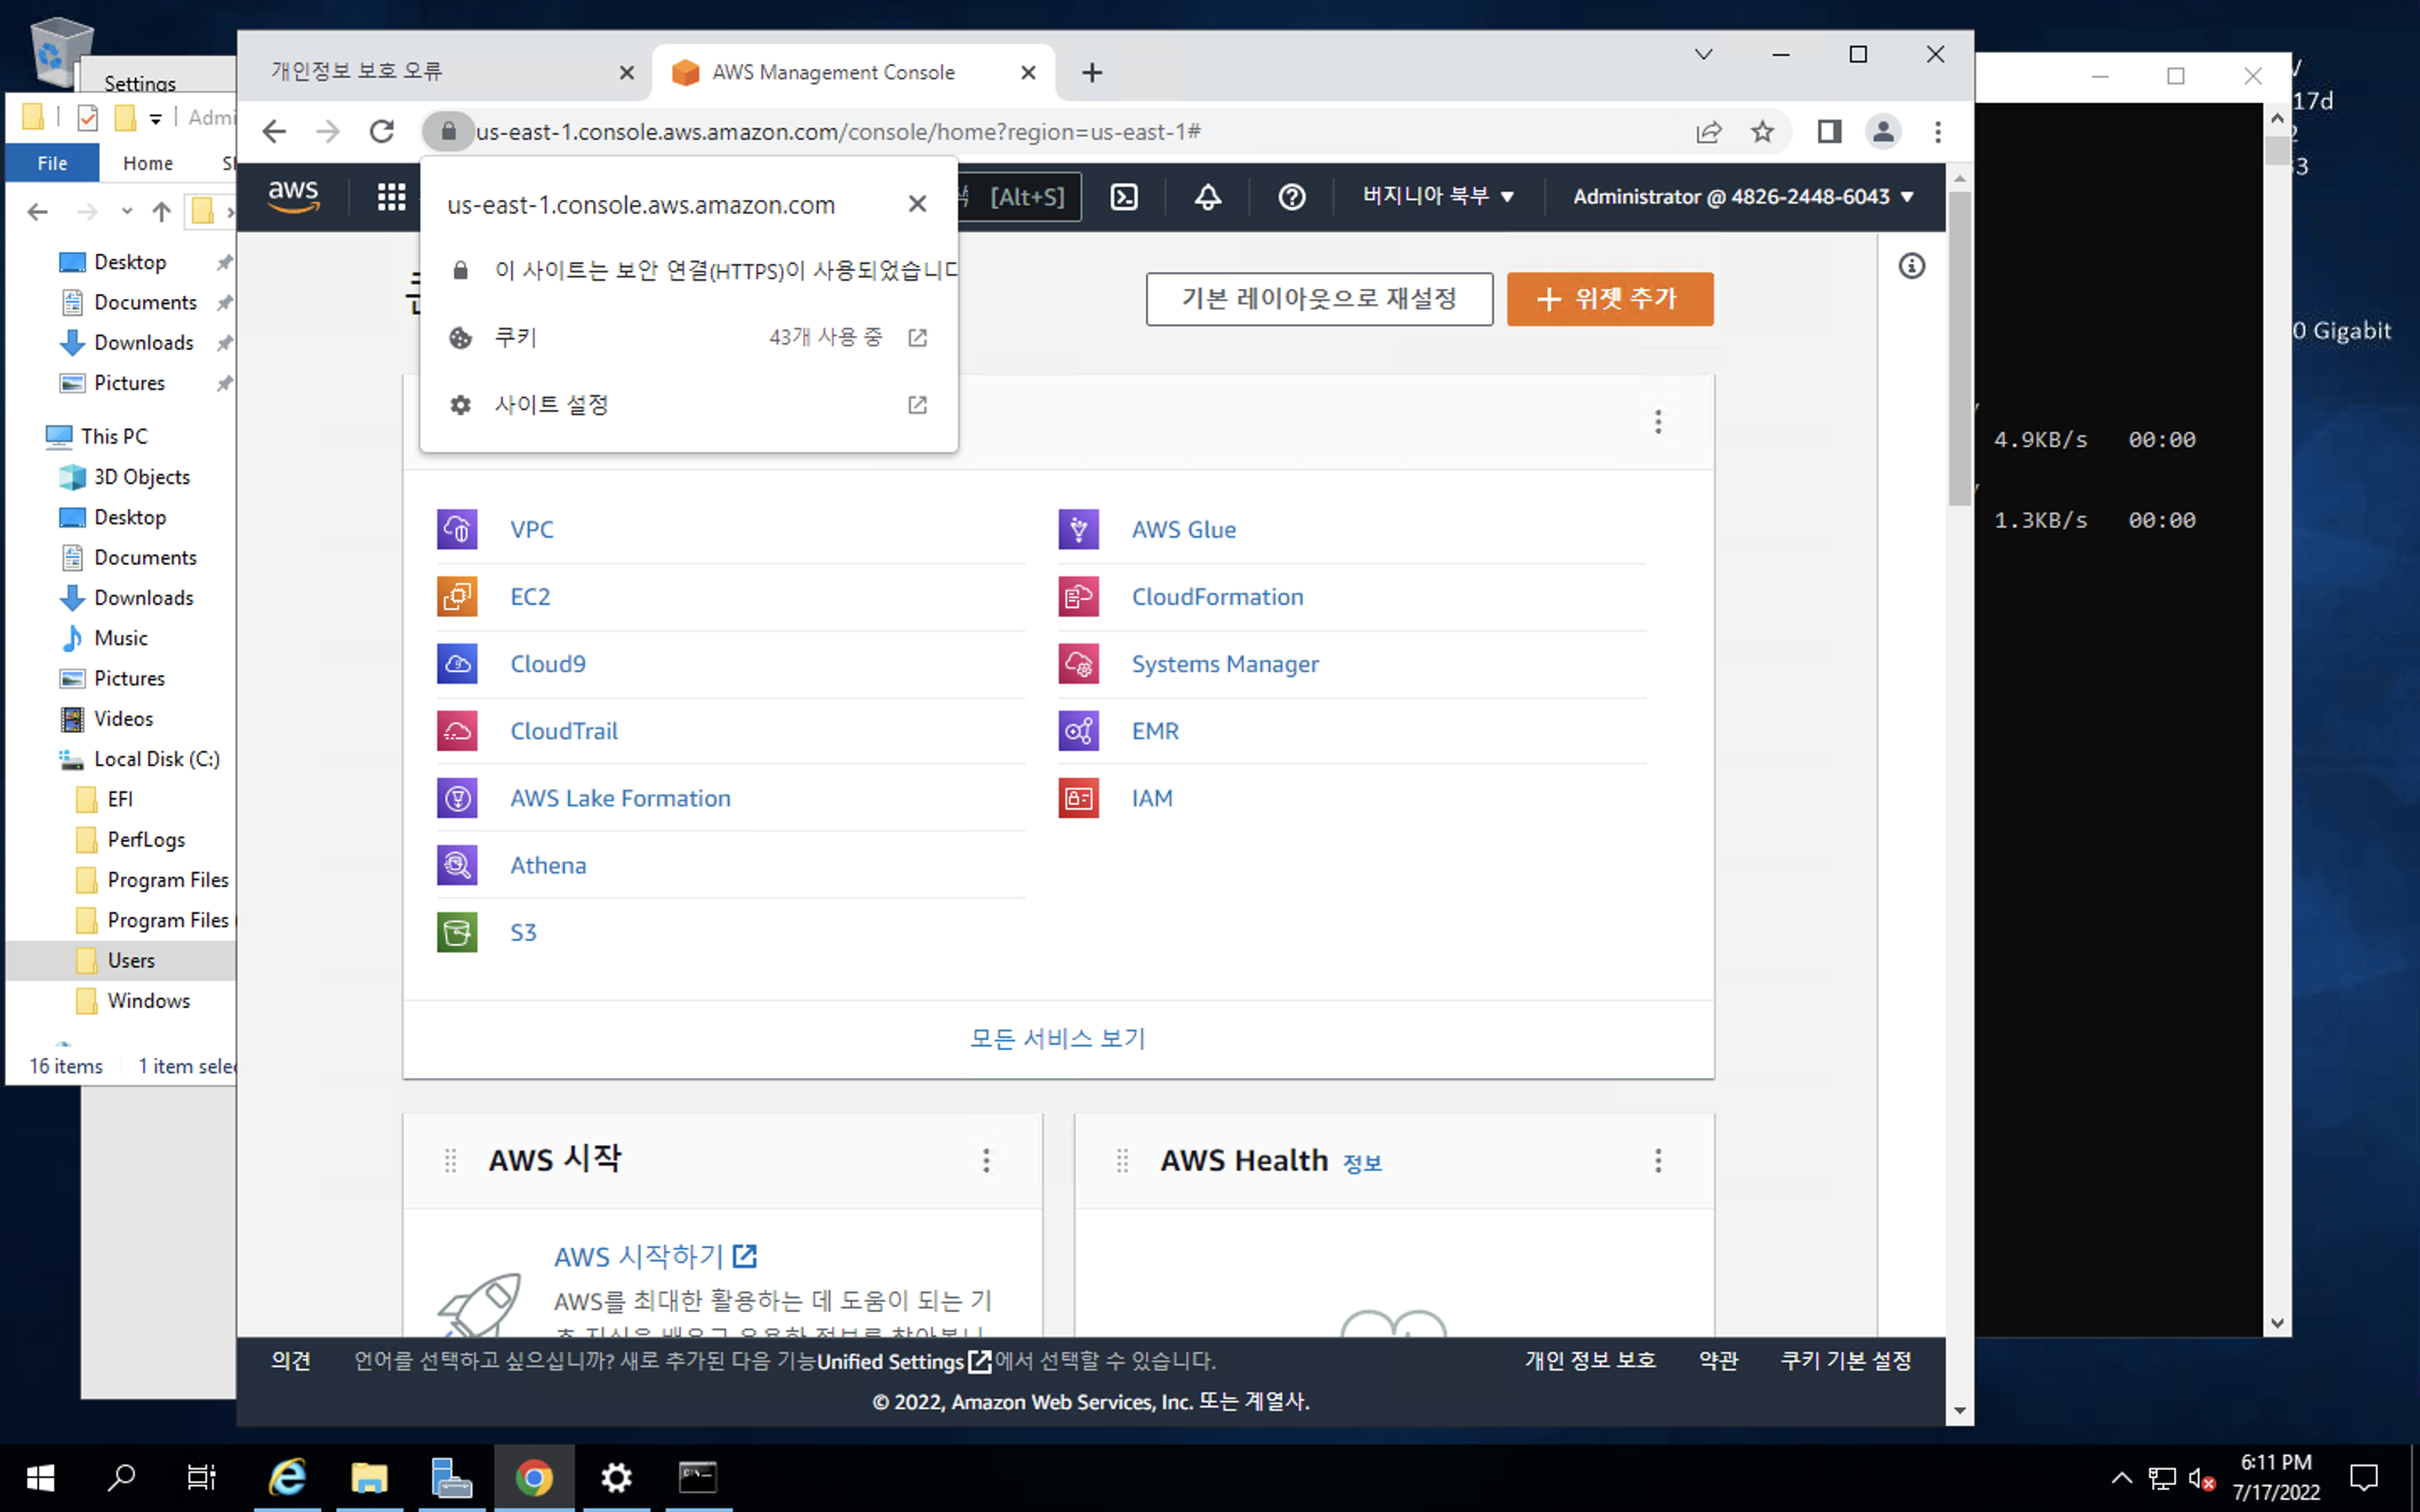 Settings
개인정보 보호 오류
AWS Management Console
us-east-1.console.aws.amazon.com/console/home?region=us-east-1#
File
Home
aws
[Alt+S]
버지니아 북부
Administrator @ 4826-2448-6043
us-east-1.console.aws.amazon.com
이 사이트는 보안 연결(HTTPS)이 사용되었습니다
쿠키
43개 사용 중
사이트 설정
기본 레이아웃으로 재설정
위젯 추가
Desktop
Documents
Downloads
Pictures
This PC
3D Objects
Desktop
Documents
Downloads
Music
Pictures
Videos
Local Disk (C:)
EFI
PerfLogs
Program Files
Program Files
Users
Windows
16 items
1 item
VPC
EC2
Cloud9
CloudTrail
AWS Lake Formation
Athena
S3
AWS Glue
CloudFormation
Systems Manager
EMR
IAM
모든 서비스 보기
AWS 시작
AWS 시작하기
AWS를 최대한 활용하는 데 도움이 되는 기
AWS Health 정보
의견
언어를 선택하고 싶으십니까? 새로 추가된 다음 기능Unified Settings에서 선택할 수 있습니다.
개인 정보 보호
약관
쿠키 기본 설정
© 2022, Amazon Web Services, Inc. 또는 계열사.
17d
0 Gigabit
4.9KB/s 00:00
1.3KB/s 00:00
6:11 PM
7/17/2022